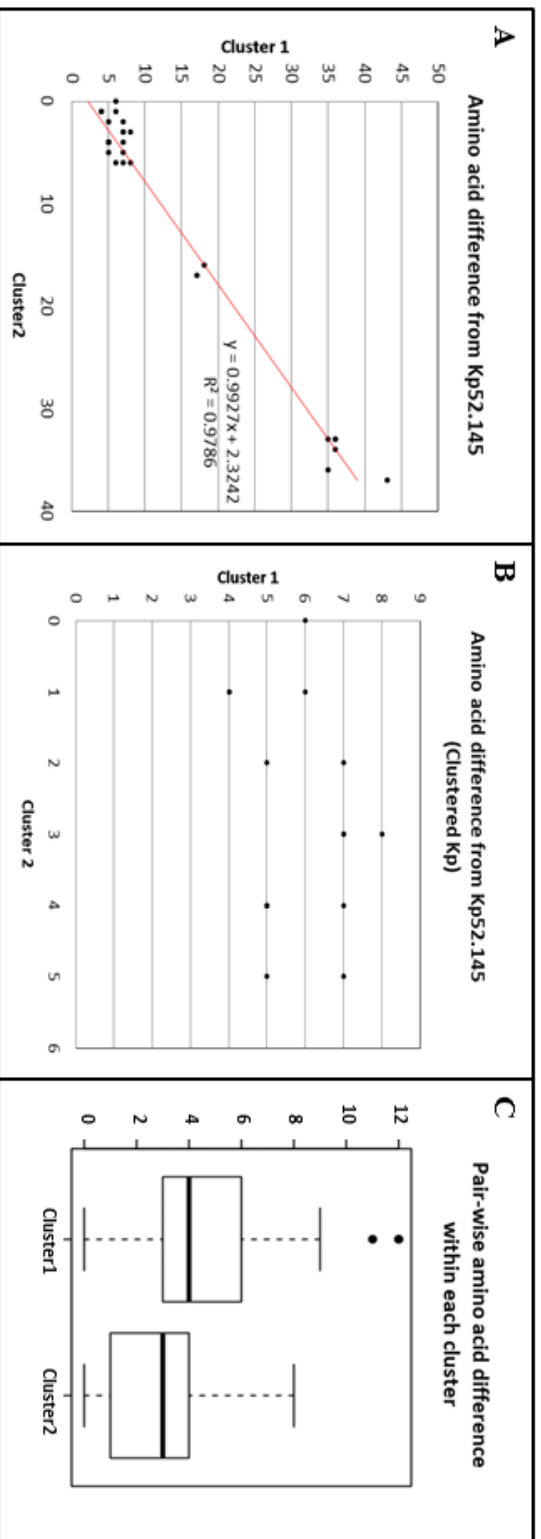 A
Amino acid difference from Kp52.145
50
45
40
35
30
25
20
15
10
5
0
Cluster 1
0
10
20
30
40
Cluster2
y = 0.9927x + 2.3242
R² = 0.9786
B
Amino acid difference from Kp52.145
(Clustered Kp)
9
8
7
6
5
4
3
2
1
0
Cluster 1
0
1
2
3
4
5
6
Cluster 2
C
Pair-wise amino acid difference
within each cluster
12
10
8
6
4
2
0
Cluster1
Cluster2